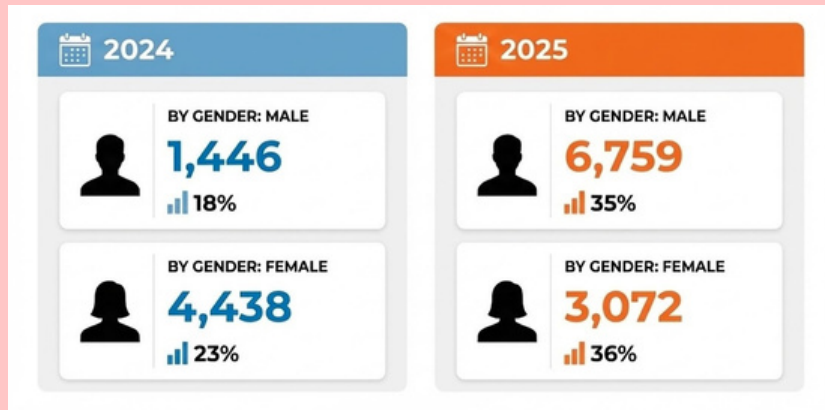 2024
BY GENDER: MALE
1,446
18%
BY GENDER: FEMALE
4,438
23%
2025
BY GENDER: MALE
6,759
35%
BY GENDER: FEMALE
3,072
36%